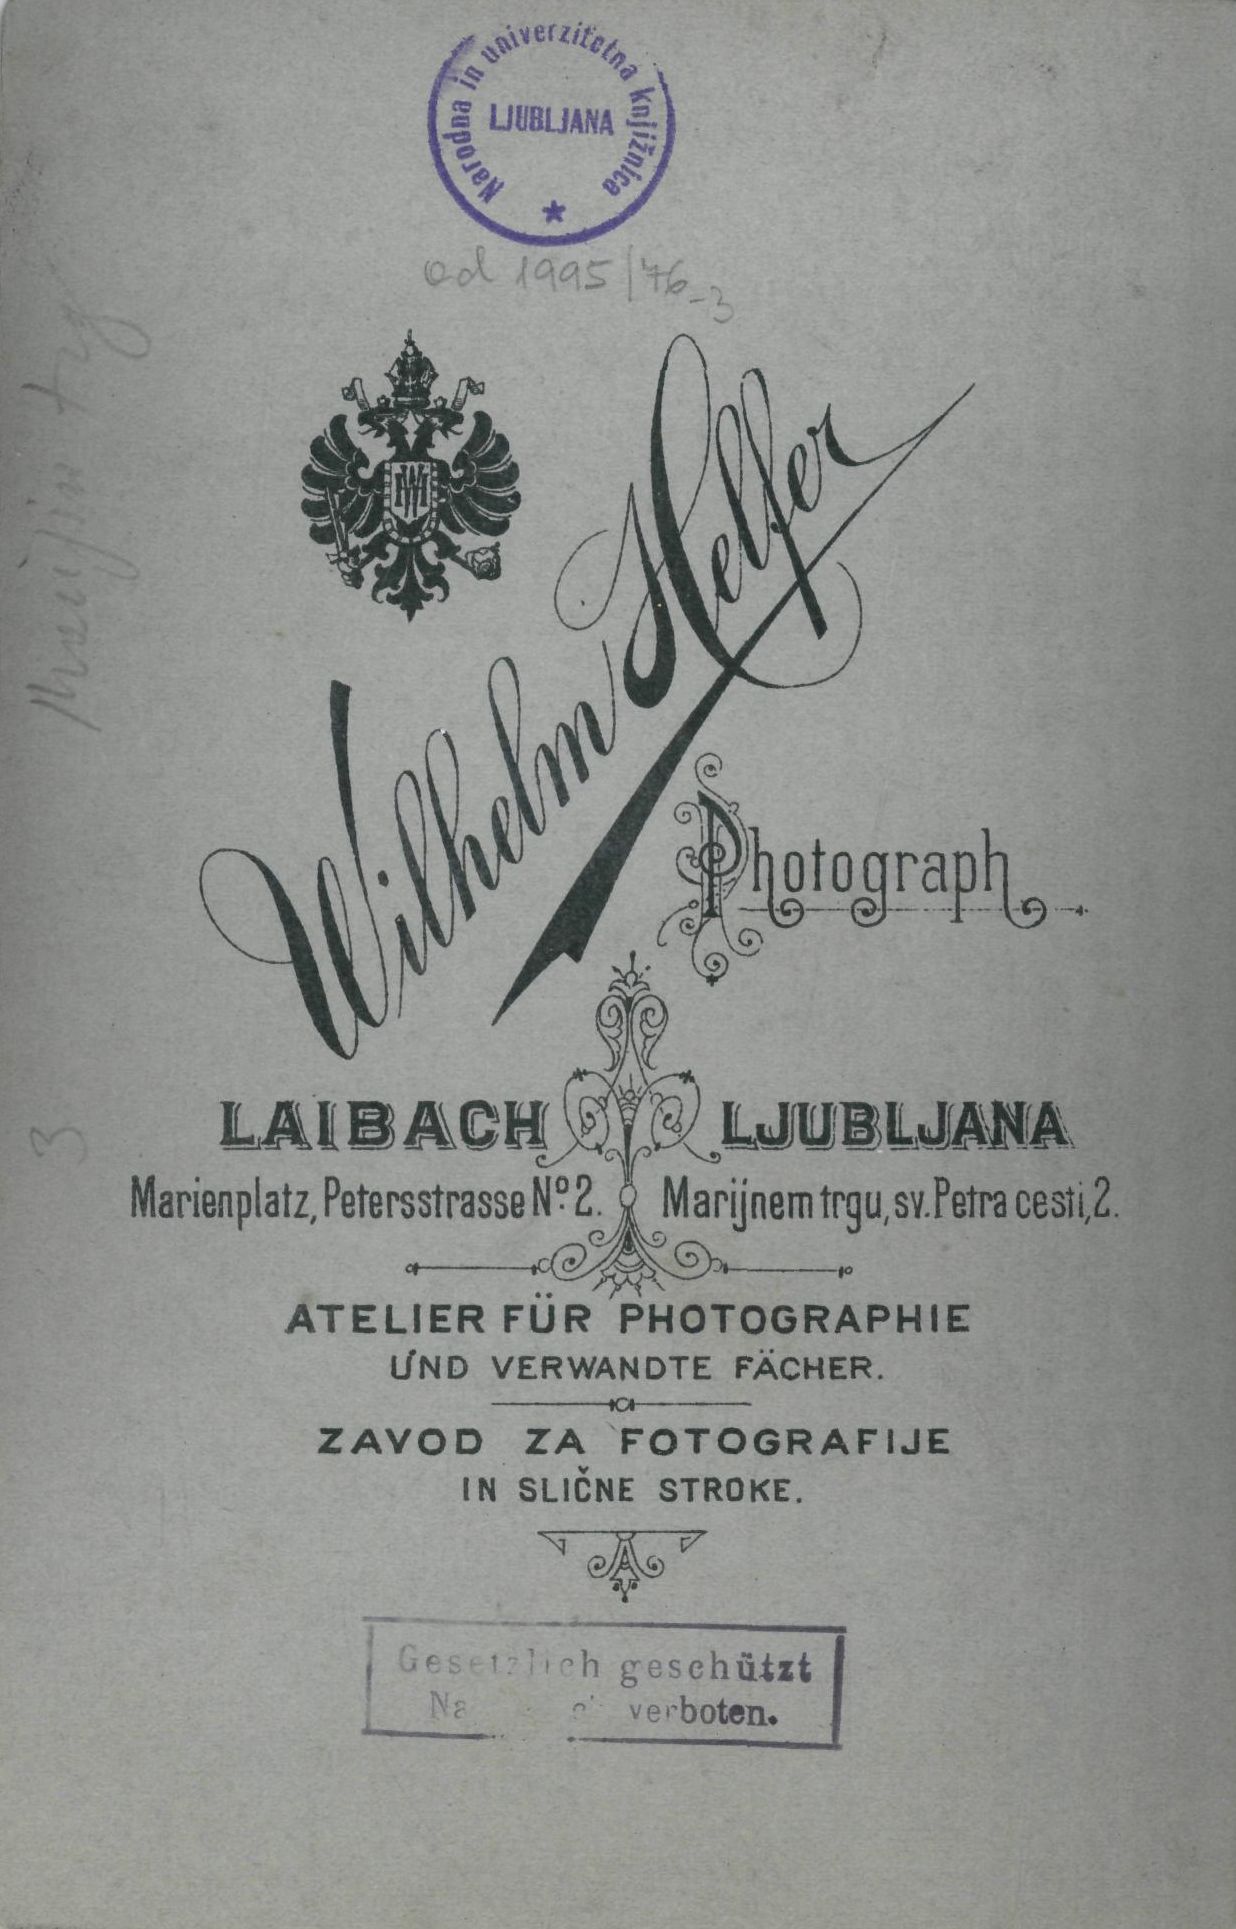 Narodna in univerzitetna knjižnica
LJUBLJANA
od 1995/76-3
WH
Wilhelm Helfer
Photograph
LAIBACH LJUBLJANA
Marienplatz, Petersstrasse No. 2. Marijnem trgu, sv. Petra cesti, 2.
ATELIER FÜR PHOTOGRAPHIE
UND VERWANDTE FÄCHER.
ZAVOD ZA FOTOGRAFIJE
IN SLIČNE STROKE.
Gesetzlich geschützt
verboten.
3